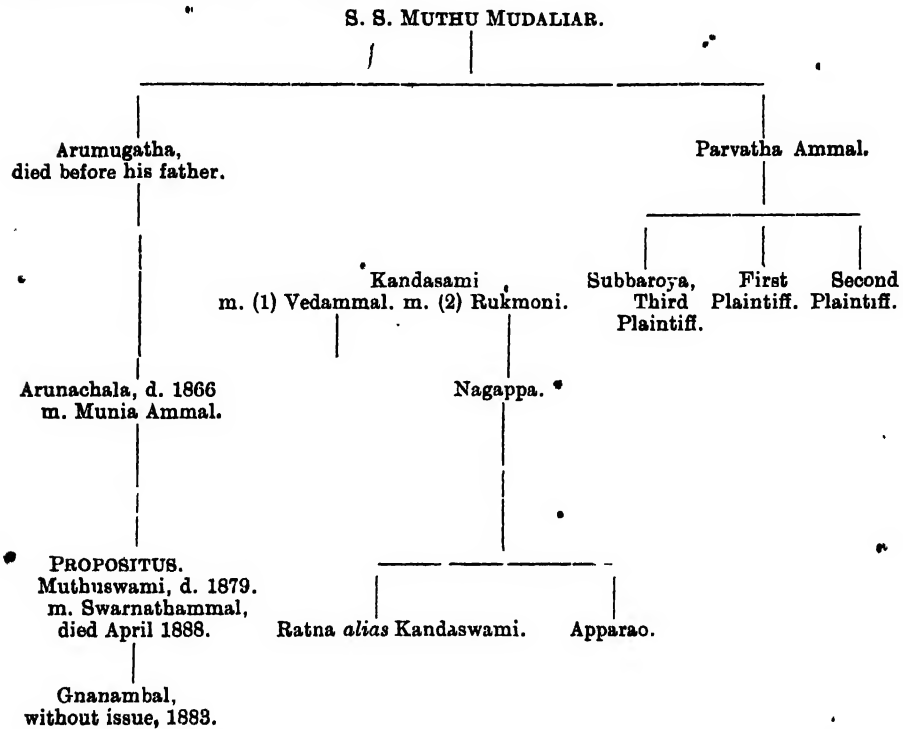 S. S. MUTHU MUDALIAR.
Arumugatha,
died before his father.
Parvatha Ammal.
Kandasami
m. (1) Vedammal. m. (2) Rukmoni.
Subbaroya,
Third
Plaintiff.
First
Plaintiff.
Second
Plaintiff.
Arunachala, d. 1866
m. Munia Ammal.
Nagappa.
PROPOSITUS.
Muthuswami, d. 1879.
m. Swarnathammal,
died April 1888.
Ratna alias Kandaswami.
Apparao.
Gnanambal,
without issue, 1883.